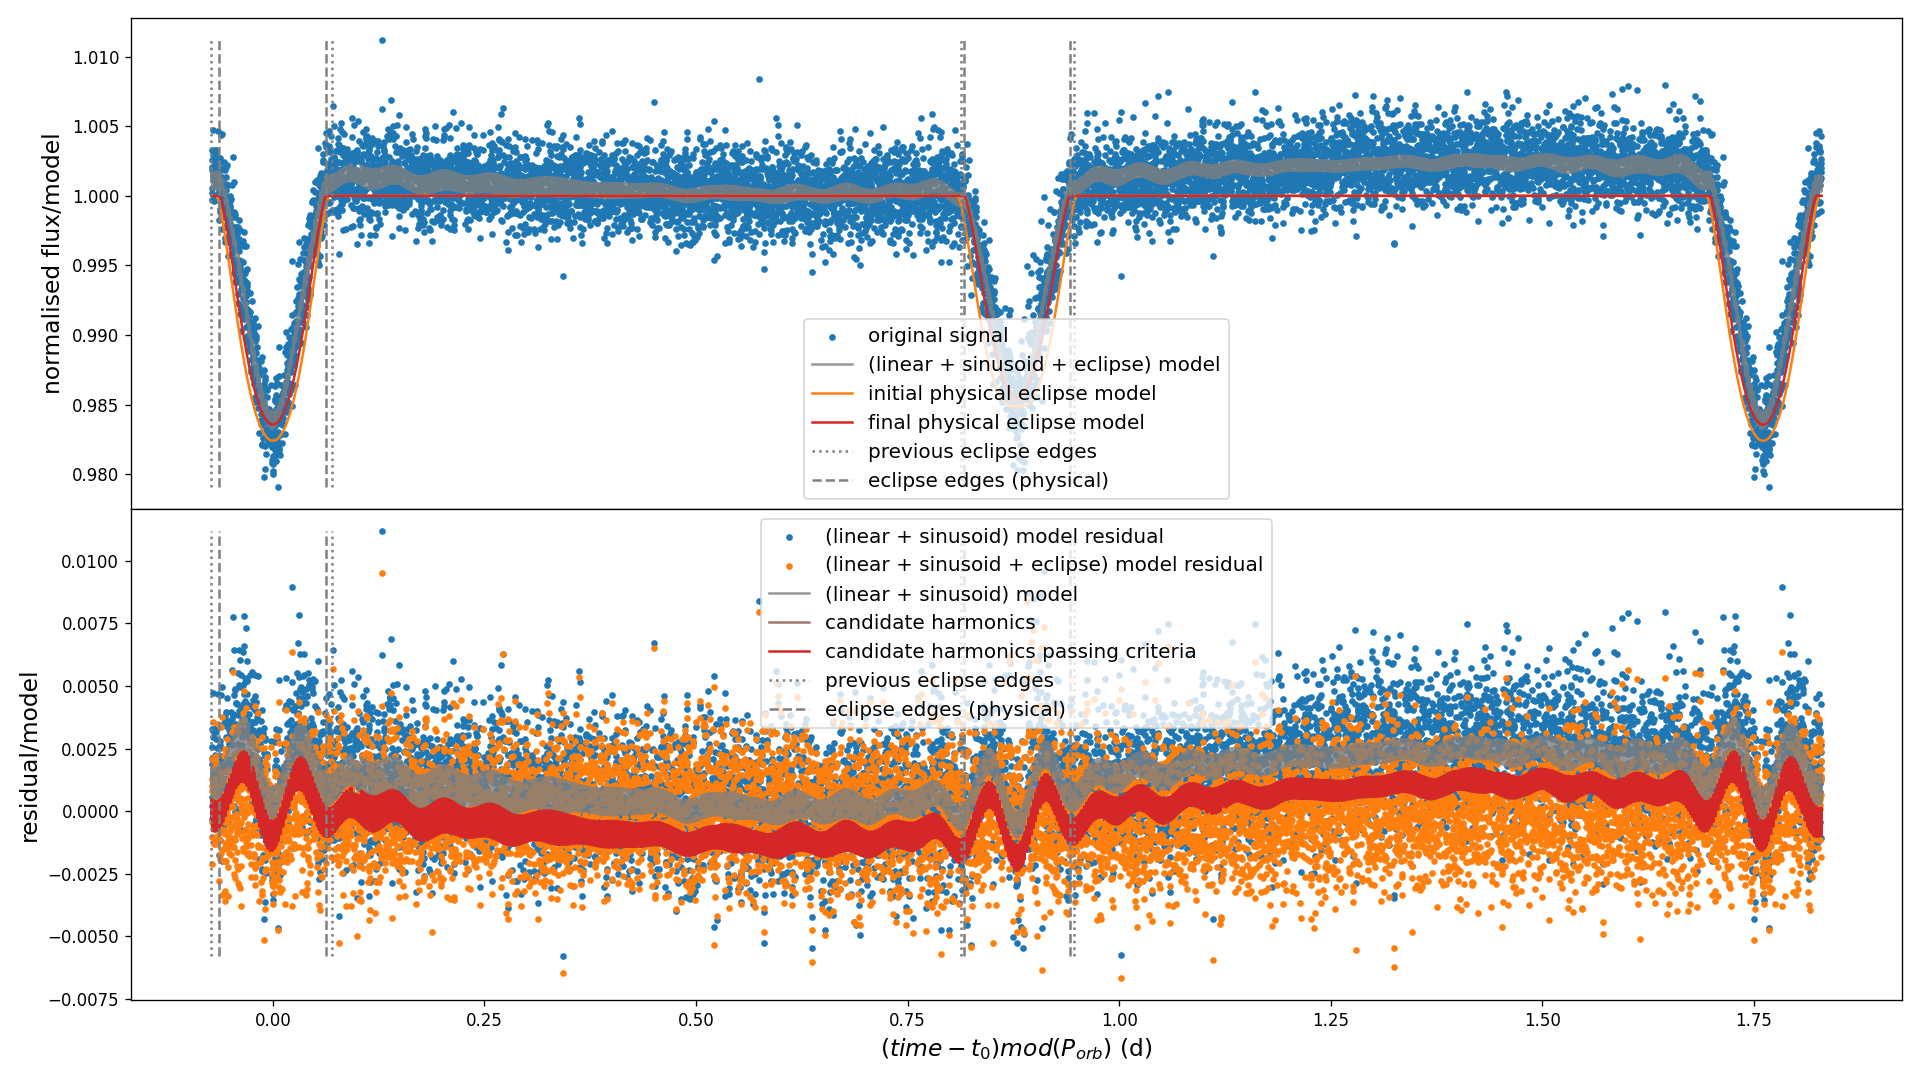 normalised flux/model
1.010
1.005
1.000
0.995
0.990
0.985
0.980
original signal
(linear + sinusoid + eclipse) model
initial physical eclipse model
final physical eclipse model
previous eclipse edges
eclipse edges (physical)
residual/model
0.0100
0.0075
0.0050
0.0025
0.0000
−0.0025
−0.0050
−0.0075
(linear + sinusoid) model residual
(linear + sinusoid + eclipse) model residual
(linear + sinusoid) model
candidate harmonics
candidate harmonics passing criteria
previous eclipse edges
eclipse edges (physical)
0.00 0.25 0.50 0.75 1.00 1.25 1.50 1.75
(time − t₀)mod(Pₒᵣb) (d)